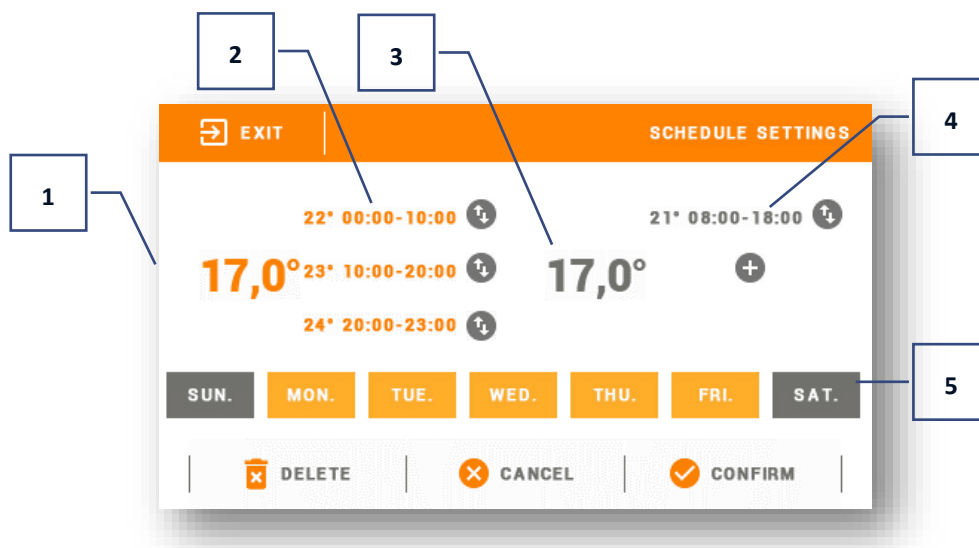 2
3
4
1
5
EXIT
SCHEDULE SETTINGS
22° 00:00-10:00
21° 08:00-18:00
17,0°
23° 10:00-20:00
17,0°
24° 20:00-23:00
SUN. MON. TUE. WED. THU. FRI. SAT.
DELETE CANCEL CONFIRM